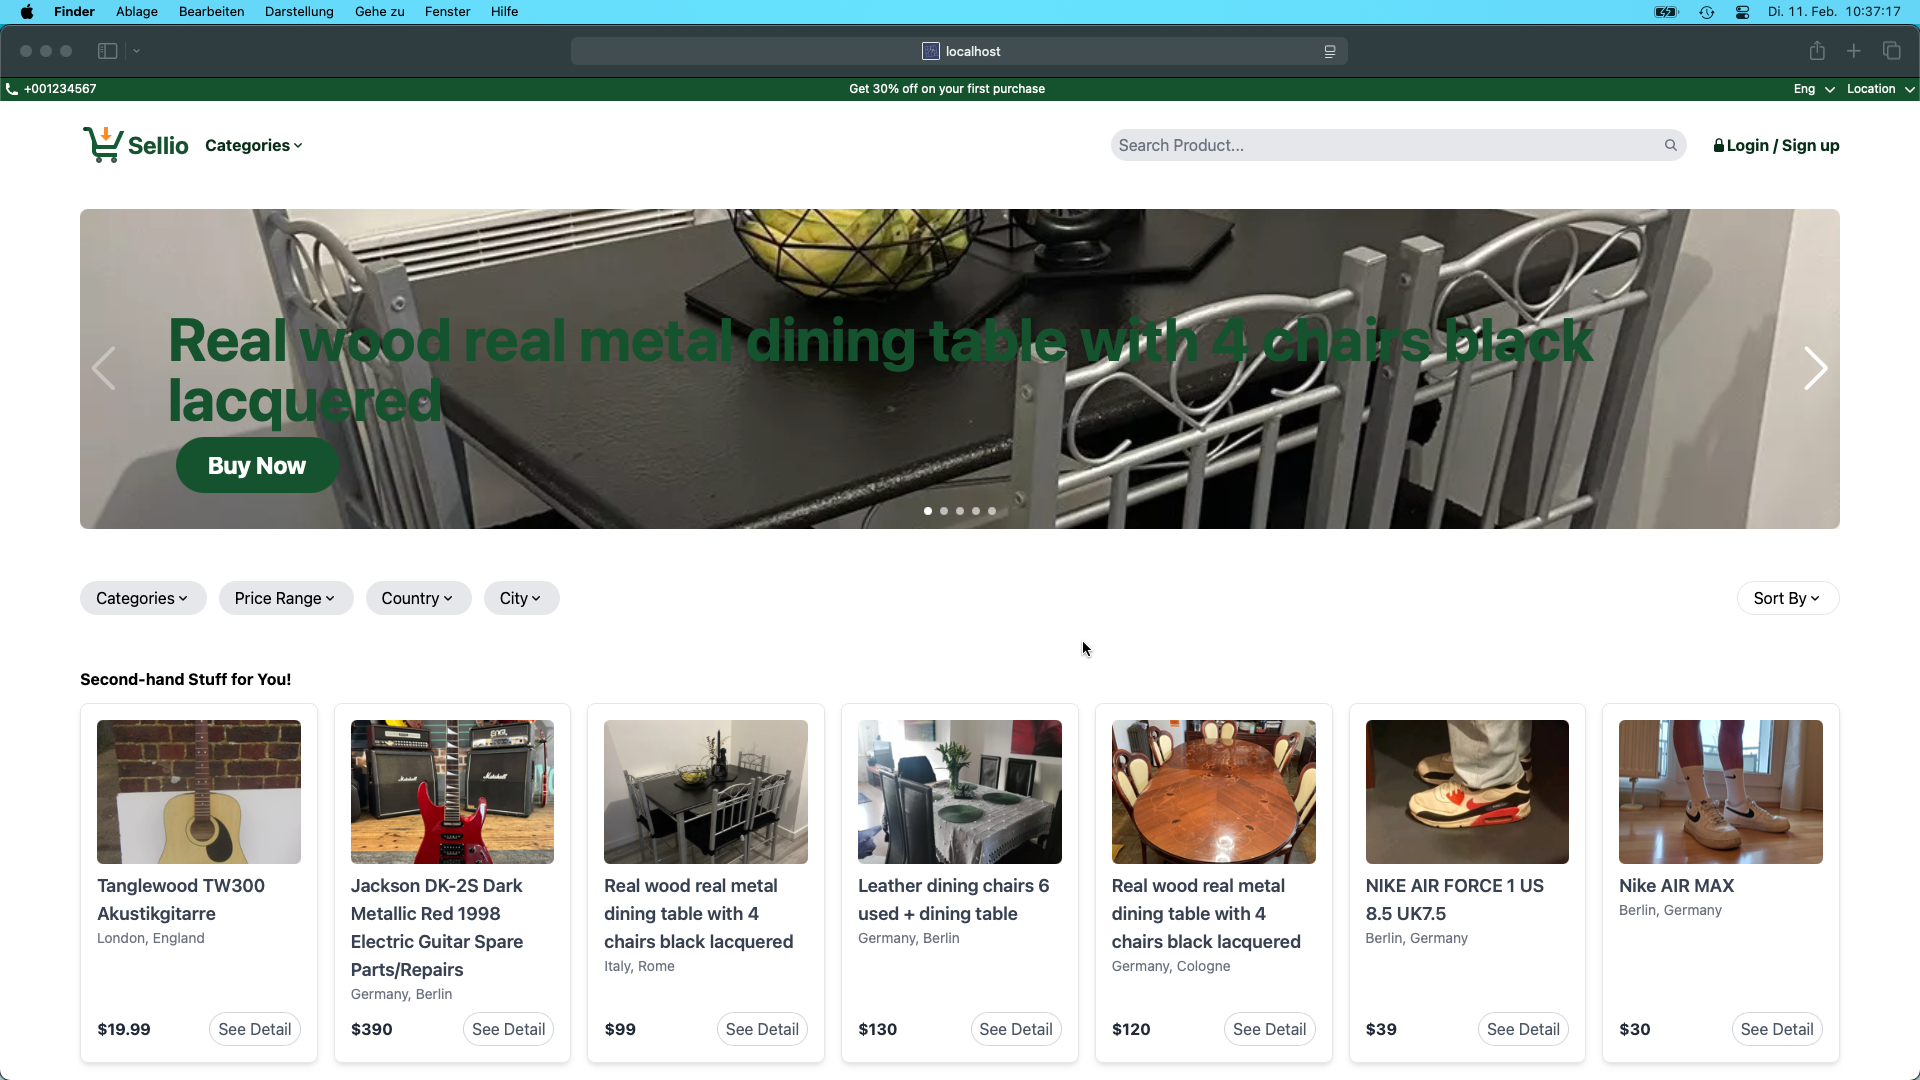 Finder Ablage Bearbeiten Darstellung Gehe zu Fenster Hilfe Di. 11. Feb. 10:37:17
localhost
+001234567 Get 30% off on your first purchase Eng Location
Sellio Categories Search Product... Login / Sign up
Real wood real metal dining table with 4 chairs black
lacquered
Buy Now
Categories Price Range Country City Sort By
Second-hand Stuff for You!
Tanglewood TW300
Akustikgitarre
London, England
$19.99 See Detail
ENGL
Marshall Marshall
Jackson DK-2S Dark
Metallic Red 1998
Electric Guitar Spare
Parts/Repairs
Germany, Berlin
$390 See Detail
Real wood real metal
dining table with 4
chairs black lacquered
Italy, Rome
$99 See Detail
Leather dining chairs 6
used + dining table
Germany, Berlin
$130 See Detail
Real wood real metal
dining table with 4
chairs black lacquered
Germany, Cologne
$120 See Detail
NIKE AIR FORCE 1 US
8.5 UK7.5
Berlin, Germany
$39 See Detail
Nike AIR MAX
Berlin, Germany
$30 See Detail